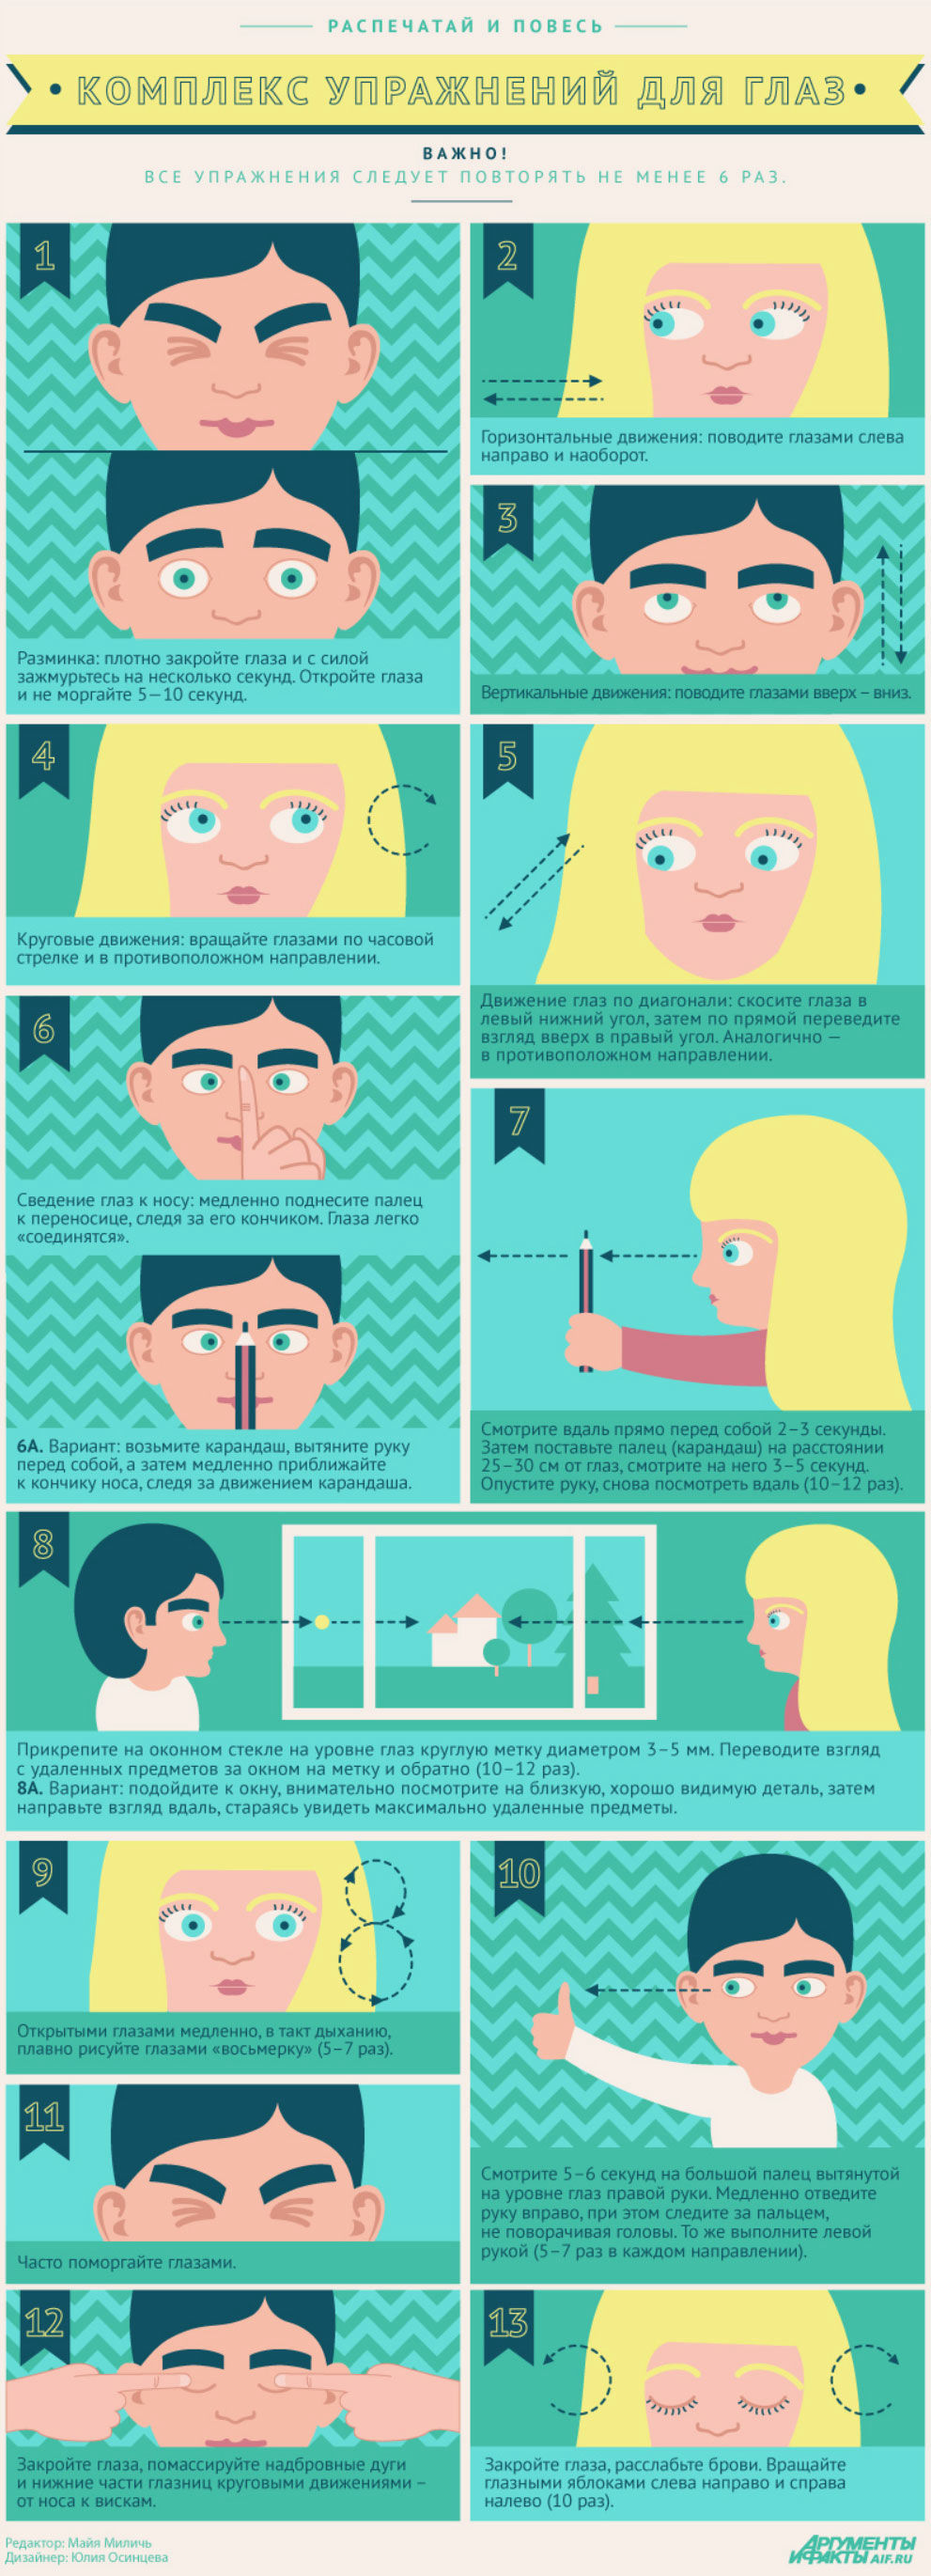 РАСПЕЧАТАЙ И ПОВЕСЬ
• КОМПЛЕКС УПРАЖНЕНИЙ ДЛЯ ГЛАЗ •
ВАЖНО!
ВСЕ УПРАЖНЕНИЯ СЛЕДУЕТ ПОВТОРЯТЬ НЕ МЕНЕЕ 6 РАЗ.
1
Разминка: плотно закройте глаза и с силой
зажмурьтесь на несколько секунд. Откройте глаза
и не моргайте 5–10 секунд.
2
Горизонтальные движения: поводите глазами слева
направо и наоборот.
3
Вертикальные движения: поводите глазами вверх – вниз.
4
Круговые движения: вращайте глазами по часовой
стрелке и в противоположном направлении.
5
Движение глаз по диагонали: скосите глаза в
левый нижний угол, затем по прямой переведите
взгляд вверх в правый угол. Аналогично —
в противоположном направлении.
6
Сведение глаз к носу: медленно поднесите палец
к переносице, следя за его кончиком. Глаза легко
«соединятся».
6А. Вариант: возьмите карандаш, вытяните руку
перед собой, а затем медленно приближайте
к кончику носа, следя за движением карандаша.
7
Смотрите вдаль прямо перед собой 2–3 секунды.
Затем поставьте палец (карандаш) на расстоянии
25–30 см от глаз, смотрите на него 3–5 секунд.
Опустите руку, снова посмотреть вдаль (10–12 раз).
8
Прикрепите на оконном стекле на уровне глаз круглую метку диаметром 3–5 мм. Переводите взгляд
с удаленных предметов за окном на метку и обратно (10–12 раз).
8А. Вариант: подойдите к окну, внимательно посмотрите на близкую, хорошо видимую деталь, затем
направьте взгляд вдаль, стараясь увидеть максимально удаленные предметы.
9
Открытыми глазами медленно, в такт дыханию,
плавно рисуйте глазами «восьмерку» (5–7 раз).
10
Смотрите 5–6 секунд на большой палец вытянутой
на уровне глаз правой руки. Медленно отведите
руку вправо, при этом следите за пальцем,
не поворачивая головы. То же выполните левой
рукой (5–7 раз в каждом направлении).
11
Часто поморгайте глазами.
12
Закройте глаза, помассируйте надбровные дуги
и нижние части глазниц круговыми движениями –
от носа к вискам.
13
Закройте глаза, расслабьте брови. Вращайте
глазными яблоками слева направо и справа
налево (10 раз).
Редактор: Майя Миличь
Дизайнер: Юлия Осинцева
АРГУМЕНТЫ
И ФАКТЫ AIF.RU